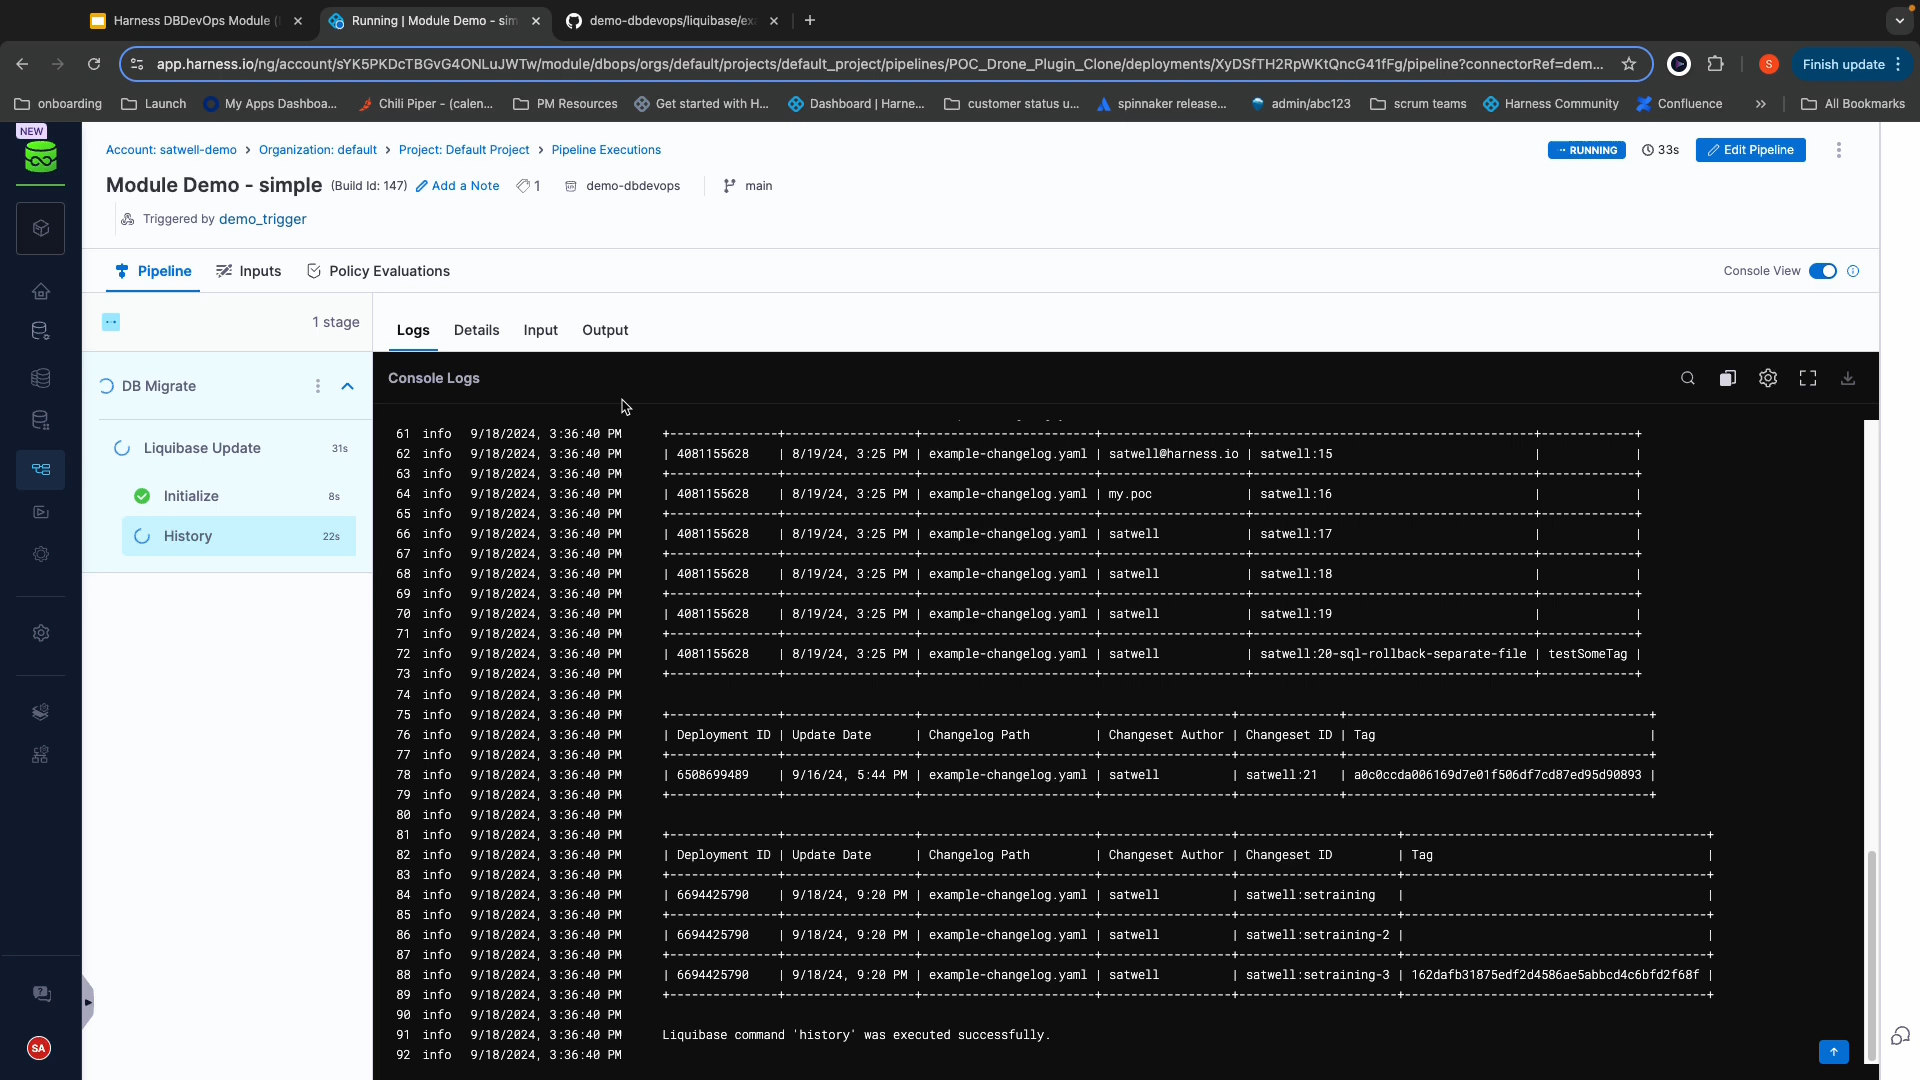 Harness DBDevOps Module (
Running | Module Demo - sim
demo-dbdevops/liquibase/ex
app.harness.io/ng/account/sYK5PKDcTBGvG4ONLuJWTw/module/dbops/orgs/default/projects/default_project/pipelines/POC_Drone_Plugin_Clone/deployments/XyDSfTH2RpWKtQncG41fFg/pipeline?connectorRef=dem...
S
Finish update
onboarding
Launch
My Apps Dashboa...
Chili Piper - (calen...
PM Resources
Get started with H...
Dashboard | Harne...
customer status u...
spinnaker release...
admin/abc123
scrum teams
Harness Community
Confluence
»
All Bookmarks
NEW
Account: satwell-demo > Organization: default > Project: Default Project > Pipeline Executions
RUNNING
33s
Edit Pipeline
Module Demo - simple (Build Id: 147) Add a Note 1 demo-dbdevops main
Triggered by demo_trigger
Pipeline
Inputs
Policy Evaluations
Console View
1 stage
Logs
Details
Input
Output
DB Migrate
Console Logs
Liquibase Update 31s
Initialize 8s
History 22s
61 info 9/18/2024, 3:36:40 PM +---------------+------------------+------------------------+--------------------+---------------------------------------+-------------+
62 info 9/18/2024, 3:36:40 PM | 4081155628 | 8/19/24, 3:25 PM | example-changelog.yaml | satwell@harness.io | satwell:15 | |
63 info 9/18/2024, 3:36:40 PM +---------------+------------------+------------------------+--------------------+---------------------------------------+-------------+
64 info 9/18/2024, 3:36:40 PM | 4081155628 | 8/19/24, 3:25 PM | example-changelog.yaml | my.poc | satwell:16 | |
65 info 9/18/2024, 3:36:40 PM +---------------+------------------+------------------------+--------------------+---------------------------------------+-------------+
66 info 9/18/2024, 3:36:40 PM | 4081155628 | 8/19/24, 3:25 PM | example-changelog.yaml | satwell | satwell:17 | |
67 info 9/18/2024, 3:36:40 PM +---------------+------------------+------------------------+--------------------+---------------------------------------+-------------+
68 info 9/18/2024, 3:36:40 PM | 4081155628 | 8/19/24, 3:25 PM | example-changelog.yaml | satwell | satwell:18 | |
69 info 9/18/2024, 3:36:40 PM +---------------+------------------+------------------------+--------------------+---------------------------------------+-------------+
70 info 9/18/2024, 3:36:40 PM | 4081155628 | 8/19/24, 3:25 PM | example-changelog.yaml | satwell | satwell:19 | |
71 info 9/18/2024, 3:36:40 PM +---------------+------------------+------------------------+--------------------+---------------------------------------+-------------+
72 info 9/18/2024, 3:36:40 PM | 4081155628 | 8/19/24, 3:25 PM | example-changelog.yaml | satwell | satwell:20-sql-rollback-separate-file | testSomeTag |
73 info 9/18/2024, 3:36:40 PM +---------------+------------------+------------------------+--------------------+---------------------------------------+-------------+
74 info 9/18/2024, 3:36:40 PM
75 info 9/18/2024, 3:36:40 PM +---------------+------------------+------------------------+------------------+--------------+------------------------------------------+
76 info 9/18/2024, 3:36:40 PM | Deployment ID | Update Date | Changelog Path | Changeset Author | Changeset ID | Tag |
77 info 9/18/2024, 3:36:40 PM +---------------+------------------+------------------------+------------------+--------------+------------------------------------------+
78 info 9/18/2024, 3:36:40 PM | 6508699489 | 9/16/24, 5:44 PM | example-changelog.yaml | satwell | satwell:21 | a0c0ccda006169d7e01f506df7cd87ed95d90893 |
79 info 9/18/2024, 3:36:40 PM +---------------+------------------+------------------------+------------------+--------------+------------------------------------------+
80 info 9/18/2024, 3:36:40 PM
81 info 9/18/2024, 3:36:40 PM +---------------+------------------+------------------------+------------------+----------------------+------------------------------------------+
82 info 9/18/2024, 3:36:40 PM | Deployment ID | Update Date | Changelog Path | Changeset Author | Changeset ID | Tag |
83 info 9/18/2024, 3:36:40 PM +---------------+------------------+------------------------+------------------+----------------------+------------------------------------------+
84 info 9/18/2024, 3:36:40 PM | 6694425790 | 9/18/24, 9:20 PM | example-changelog.yaml | satwell | satwell:setraining | |
85 info 9/18/2024, 3:36:40 PM +---------------+------------------+------------------------+------------------+----------------------+------------------------------------------+
86 info 9/18/2024, 3:36:40 PM | 6694425790 | 9/18/24, 9:20 PM | example-changelog.yaml | satwell | satwell:setraining-2 | |
87 info 9/18/2024, 3:36:40 PM +---------------+------------------+------------------------+------------------+----------------------+------------------------------------------+
88 info 9/18/2024, 3:36:40 PM | 6694425790 | 9/18/24, 9:20 PM | example-changelog.yaml | satwell | satwell:setraining-3 | 162dafb31875edf2d4586ae5abbcd4c6bfd2f68f |
89 info 9/18/2024, 3:36:40 PM +---------------+------------------+------------------------+------------------+----------------------+------------------------------------------+
90 info 9/18/2024, 3:36:40 PM
91 info 9/18/2024, 3:36:40 PM Liquibase command 'history' was executed successfully.
92 info 9/18/2024, 3:36:40 PM
SA